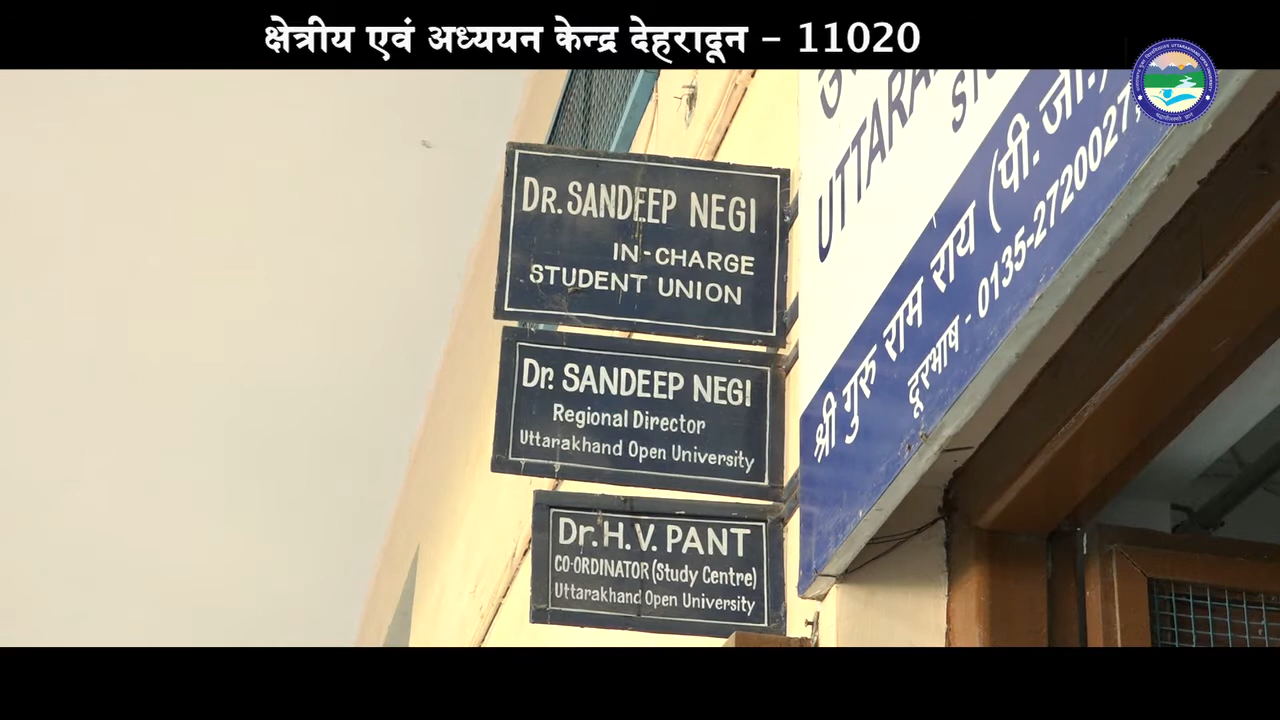 क्षेत्रीय एवं अध्ययन केन्द्र देहरादून - 11020
DR. SANDEEP NEGI
IN-CHARGE
STUDENT UNION
Dr. SANDEEP NEGI
Regional Director
Uttarakhand Open University
Dr. H. V. PANT
CO-ORDINATOR (Study Centre)
Uttarakhand Open University
श्री गुरु राम राय (पी. जी.)
दूरभाष - 0135-2720027,